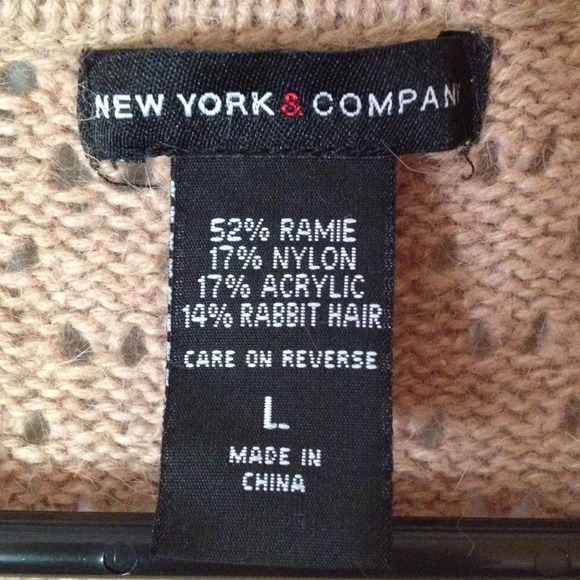 NEW YORK & COMPAN
52% RAMIE
17% NYLON
17% ACRYLIC
14% RABBIT HAIR
CARE ON REVERSE
L
MADE IN
CHINA